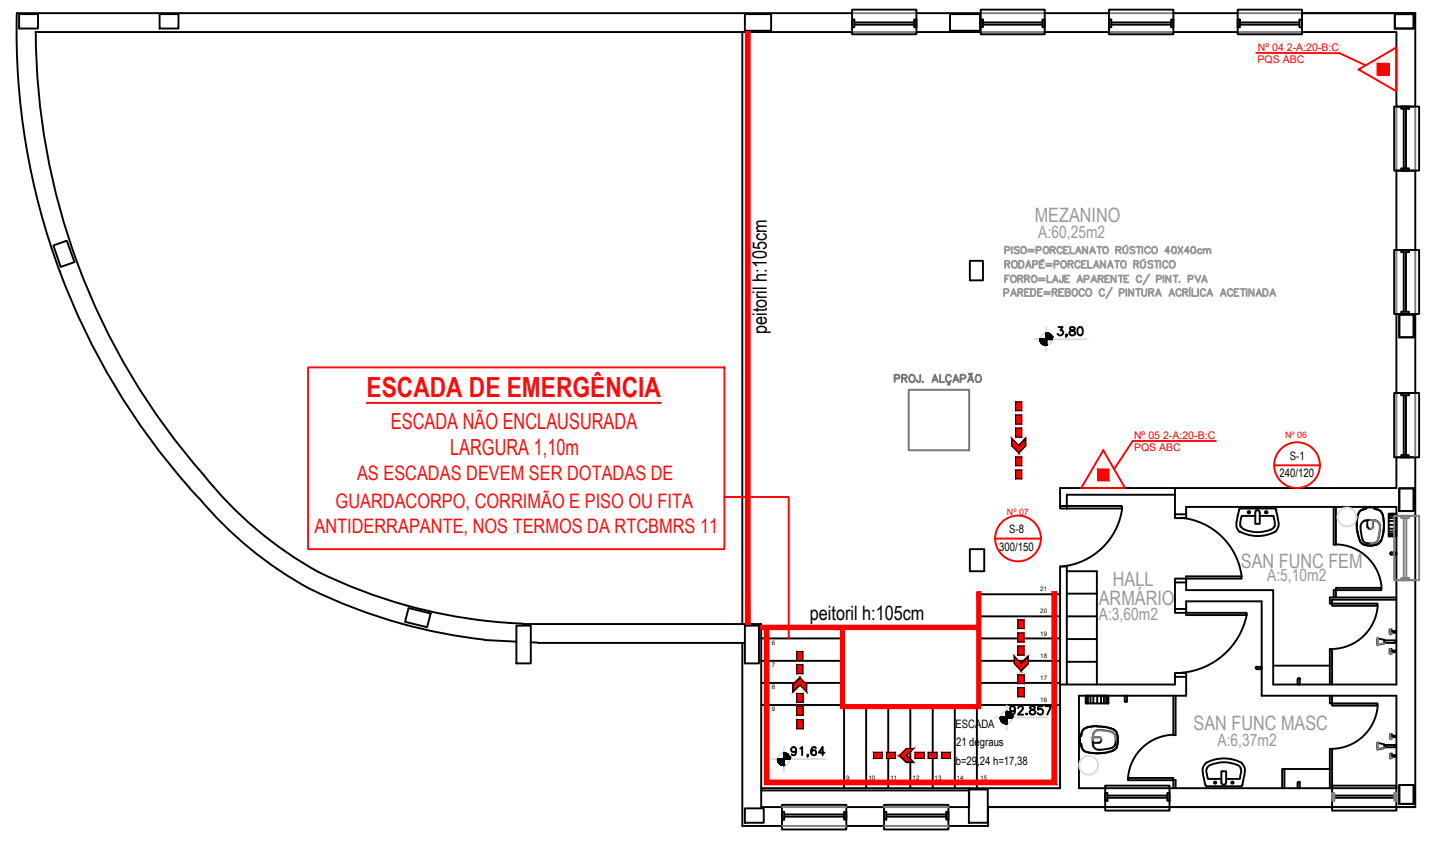 Nº 04 2-A:20-B:C
PQS ABC
MEZANINO
A:60,25m2
PISO=PORCELANATO RÚSTICO 40X40cm
RODAPÉ=PORCELANATO RÚSTICO
FORRO=LAJE APARENTE C/ PINT. PVA
PAREDE=REBOCO C/ PINTURA ACRÍLICA ACETINADA
peitoril h:105cm
3,80
PROJ. ALÇAPÃO
ESCADA DE EMERGÊNCIA
ESCADA NÃO ENCLAUSURADA
LARGURA 1,10m
AS ESCADAS DEVEM SER DOTADAS DE
GUARDACORPO, CORRIMÃO E PISO OU FITA
ANTIDERRAPANTE, NOS TERMOS DA RTCBMRS 11
Nº 05 2-A:20-B:C
PQS ABC
Nº 06
S-1
240/120
Nº 07
S-8
300/150
SAN FUNC FEM
A:5,10m2
HALL
ARMÁRIO
A:3,60m2
peitoril h:105cm
21
20
19
18
17
16
6
7
8
9
92.857
ESCADA
21 degraus
b=29,24 h=17,38
91,64
9
10
11
12
13
14
15
SAN FUNC MASC
A:6,37m2